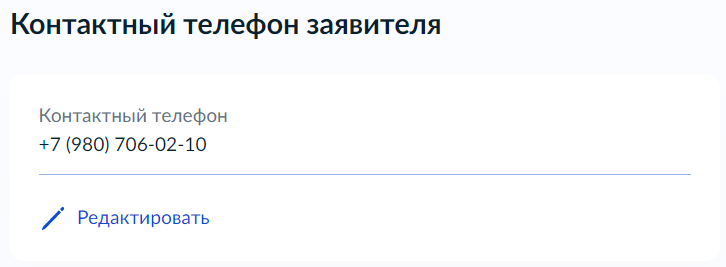 Контактный телефон заявителя
Контактный телефон
+7 (980) 706-02-10
Редактировать